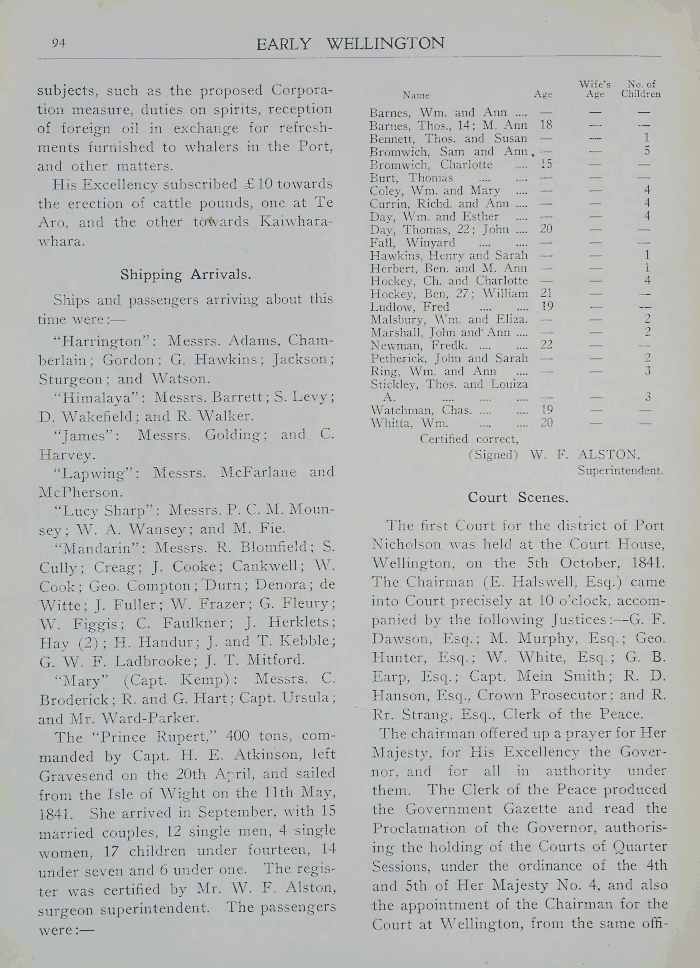 94
EARLY WELLINGTON
subjects, such as the proposed Corpora-
tion measure, duties on spirits, reception
of foreign oil in exchange for refresh-
ments furnished to whalers in the Port,
and other matters.
His Excellency subscribed £10 towards
the erection of cattle pounds, one at Te
Aro, and the other towards Kaiwhara-
whara.
Shipping Arrivals.
Ships and passengers arriving about this
time were:—
"Harrington": Messrs. Adams, Cham-
berlain; Gordon; G. Hawkins; Jackson;
Sturgeon; and Watson.
"Himalaya": Messrs. Barrett; S. Levy;
D. Wakefield; and R. Walker.
"James": Messrs. Golding; and C.
Harvey.
"Lapwing": Messrs. McFarlane and
McPherson.
"Lucy Sharp": Messrs. P. C. M. Moun-
sey; W. A. Wansey; and M. Fie.
"Mandarin": Messrs. R. Blomfield; S.
Cully; Creag; J. Cooke; Cankwell; W.
Cook; Geo. Compton; Durn; Denora; de
Witte; J. Fuller; W. Frazer; G. Fleury;
W. Figgis; C. Faulkner; J. Herklets;
Hay (2); H. Handur; J. and T. Kebble;
G. W. F. Ladbrooke; J. T. Mitford.
"Mary" (Capt. Kemp): Messrs. C.
Broderick; R. and G. Hart; Capt. Ursula;
and Mr. Ward-Parker.
The "Prince Rupert," 400 tons, com-
manded by Capt. H. E. Atkinson, left
Gravesend on the 20th April, and sailed
from the Isle of Wight on the 11th May,
1841. She arrived in September, with 15
married couples, 12 single men, 4 single
women, 17 children under fourteen, 14
under seven and 6 under one. The regis-
ter was certified by Mr. W. F. Alston,
surgeon superintendent. The passengers
were:—
Name Age Wife's Age No. of Children
Barnes, Wm. and Ann .... — — —
Barnes, Thos., 14; M. Ann 18 — —
Bennett, Thos. and Susan — — 1
Bromwich, Sam and Ann . — — 5
Bromwich, Charlotte .... 15 — —
Burt, Thomas .... .... — — —
Coley, Wm. and Mary .... — — 4
Currin, Richd. and Ann .... — — 4
Day, Wm. and Esther .... — — 4
Day, Thomas, 22; John .... 20 — —
Fall, Winyard .... .... — — —
Hawkins, Henry and Sarah — — 1
Herbert, Ben. and M. Ann — — 1
Hockey, Ch. and Charlotte — — 4
Hockey, Ben, 27; William 21 — —
Ludlow, Fred .... .... 19 — —
Malsbury, Wm. and Eliza. — — 2
Marshall, John and Ann .... — — 2
Newman, Fredk. .... .... 22 — —
Petherick, John and Sarah — — 2
Ring, Wm. and Ann .... — — 3
Stickley, Thos. and Louiza
A. .... .... .... — — 3
Watchman, Chas. .... .... 19 — —
Whitta, Wm. .... .... 20 — —
Certified correct,
(Signed) W. F. ALSTON,
Superintendent.
Court Scenes.
The first Court for the district of Port
Nicholson was held at the Court House,
Wellington, on the 5th October, 1841.
The Chairman (E. Halswell, Esq.) came
into Court precisely at 10 o'clock, accom-
panied by the following Justices:—G. F.
Dawson, Esq.; M. Murphy, Esq.; Geo.
Hunter, Esq.; W. White, Esq.; G. B.
Earp, Esq.; Capt. Mein Smith; R. D.
Hanson, Esq., Crown Prosecutor; and R.
Rr. Strang, Esq., Clerk of the Peace.
The chairman offered up a prayer for Her
Majesty, for His Excellency the Gover-
nor, and for all in authority under
them. The Clerk of the Peace produced
the Government Gazette and read the
Proclamation of the Governor, authoris-
ing the holding of the Courts of Quarter
Sessions, under the ordinance of the 4th
and 5th of Her Majesty No. 4, and also
the appointment of the Chairman for the
Court at Wellington, from the same offi-